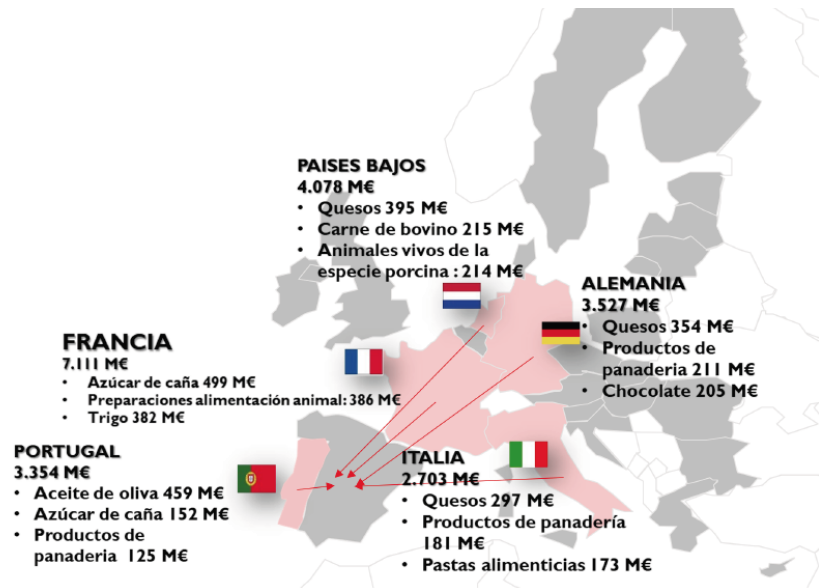 PAISES BAJOS
4.078 M€
• Quesos 395 M€
• Carne de bovino 215 M€
• Animales vivos de la
especie porcina : 214 M€
ALEMANIA
3.527 M€
• Quesos 354 M€
• Productos de
panaderia 211 M€
• Chocolate 205 M€
FRANCIA
7.111 M€
• Azúcar de caña 499 M€
• Preparaciones alimentación animal: 386 M€
• Trigo 382 M€
PORTUGAL
3.354 M€
• Aceite de oliva 459 M€
• Azúcar de caña 152 M€
• Productos de
panaderia 125 M€
ITALIA
2.703 M€
• Quesos 297 M€
• Productos de panadería
181 M€
• Pastas alimenticias 173 M€